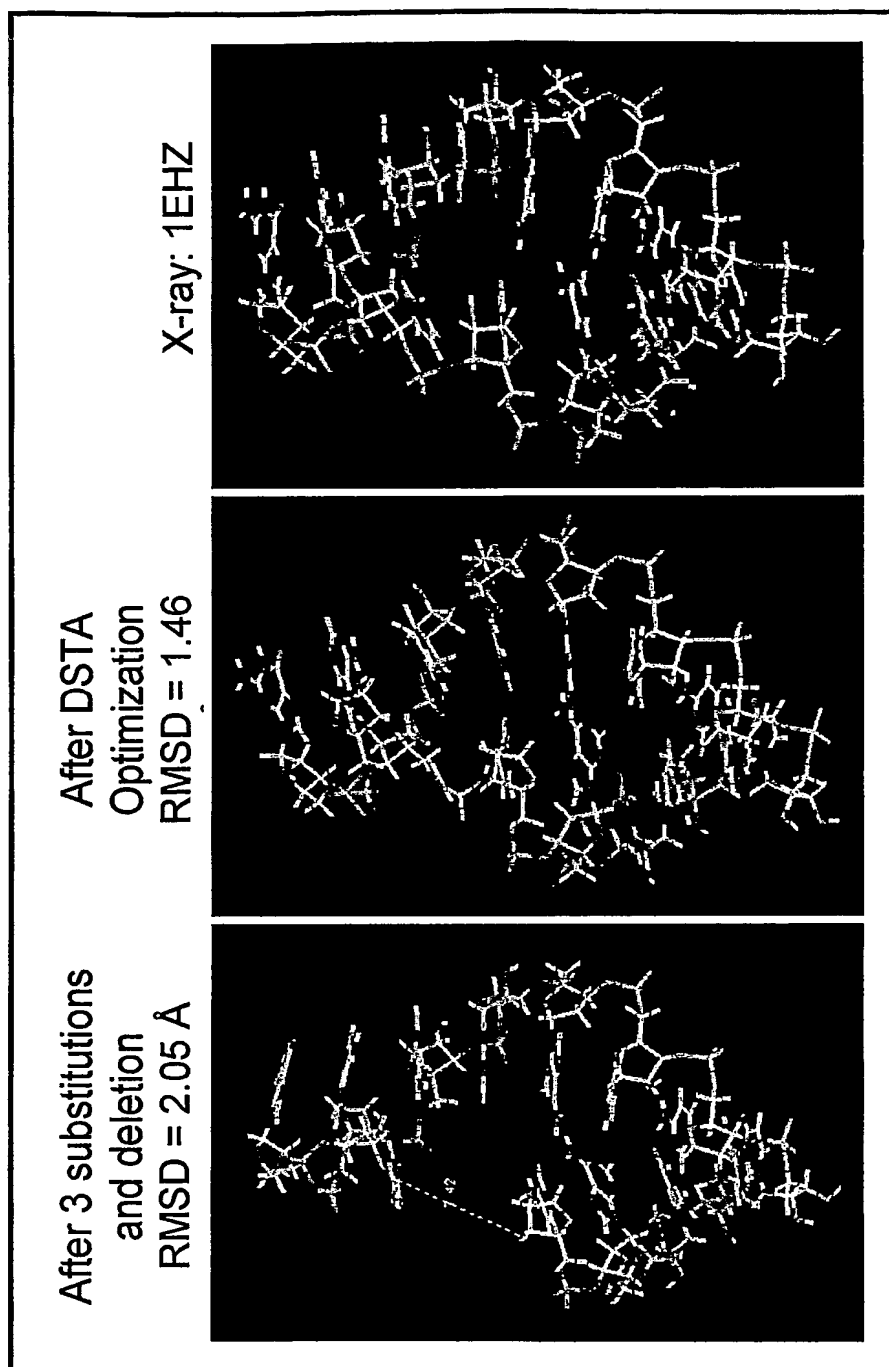 After 3 substitutions
and deletion
RMSD = 2.05 Å
After DSTA
Optimization
RMSD = 1.46
X-ray: 1EHZ